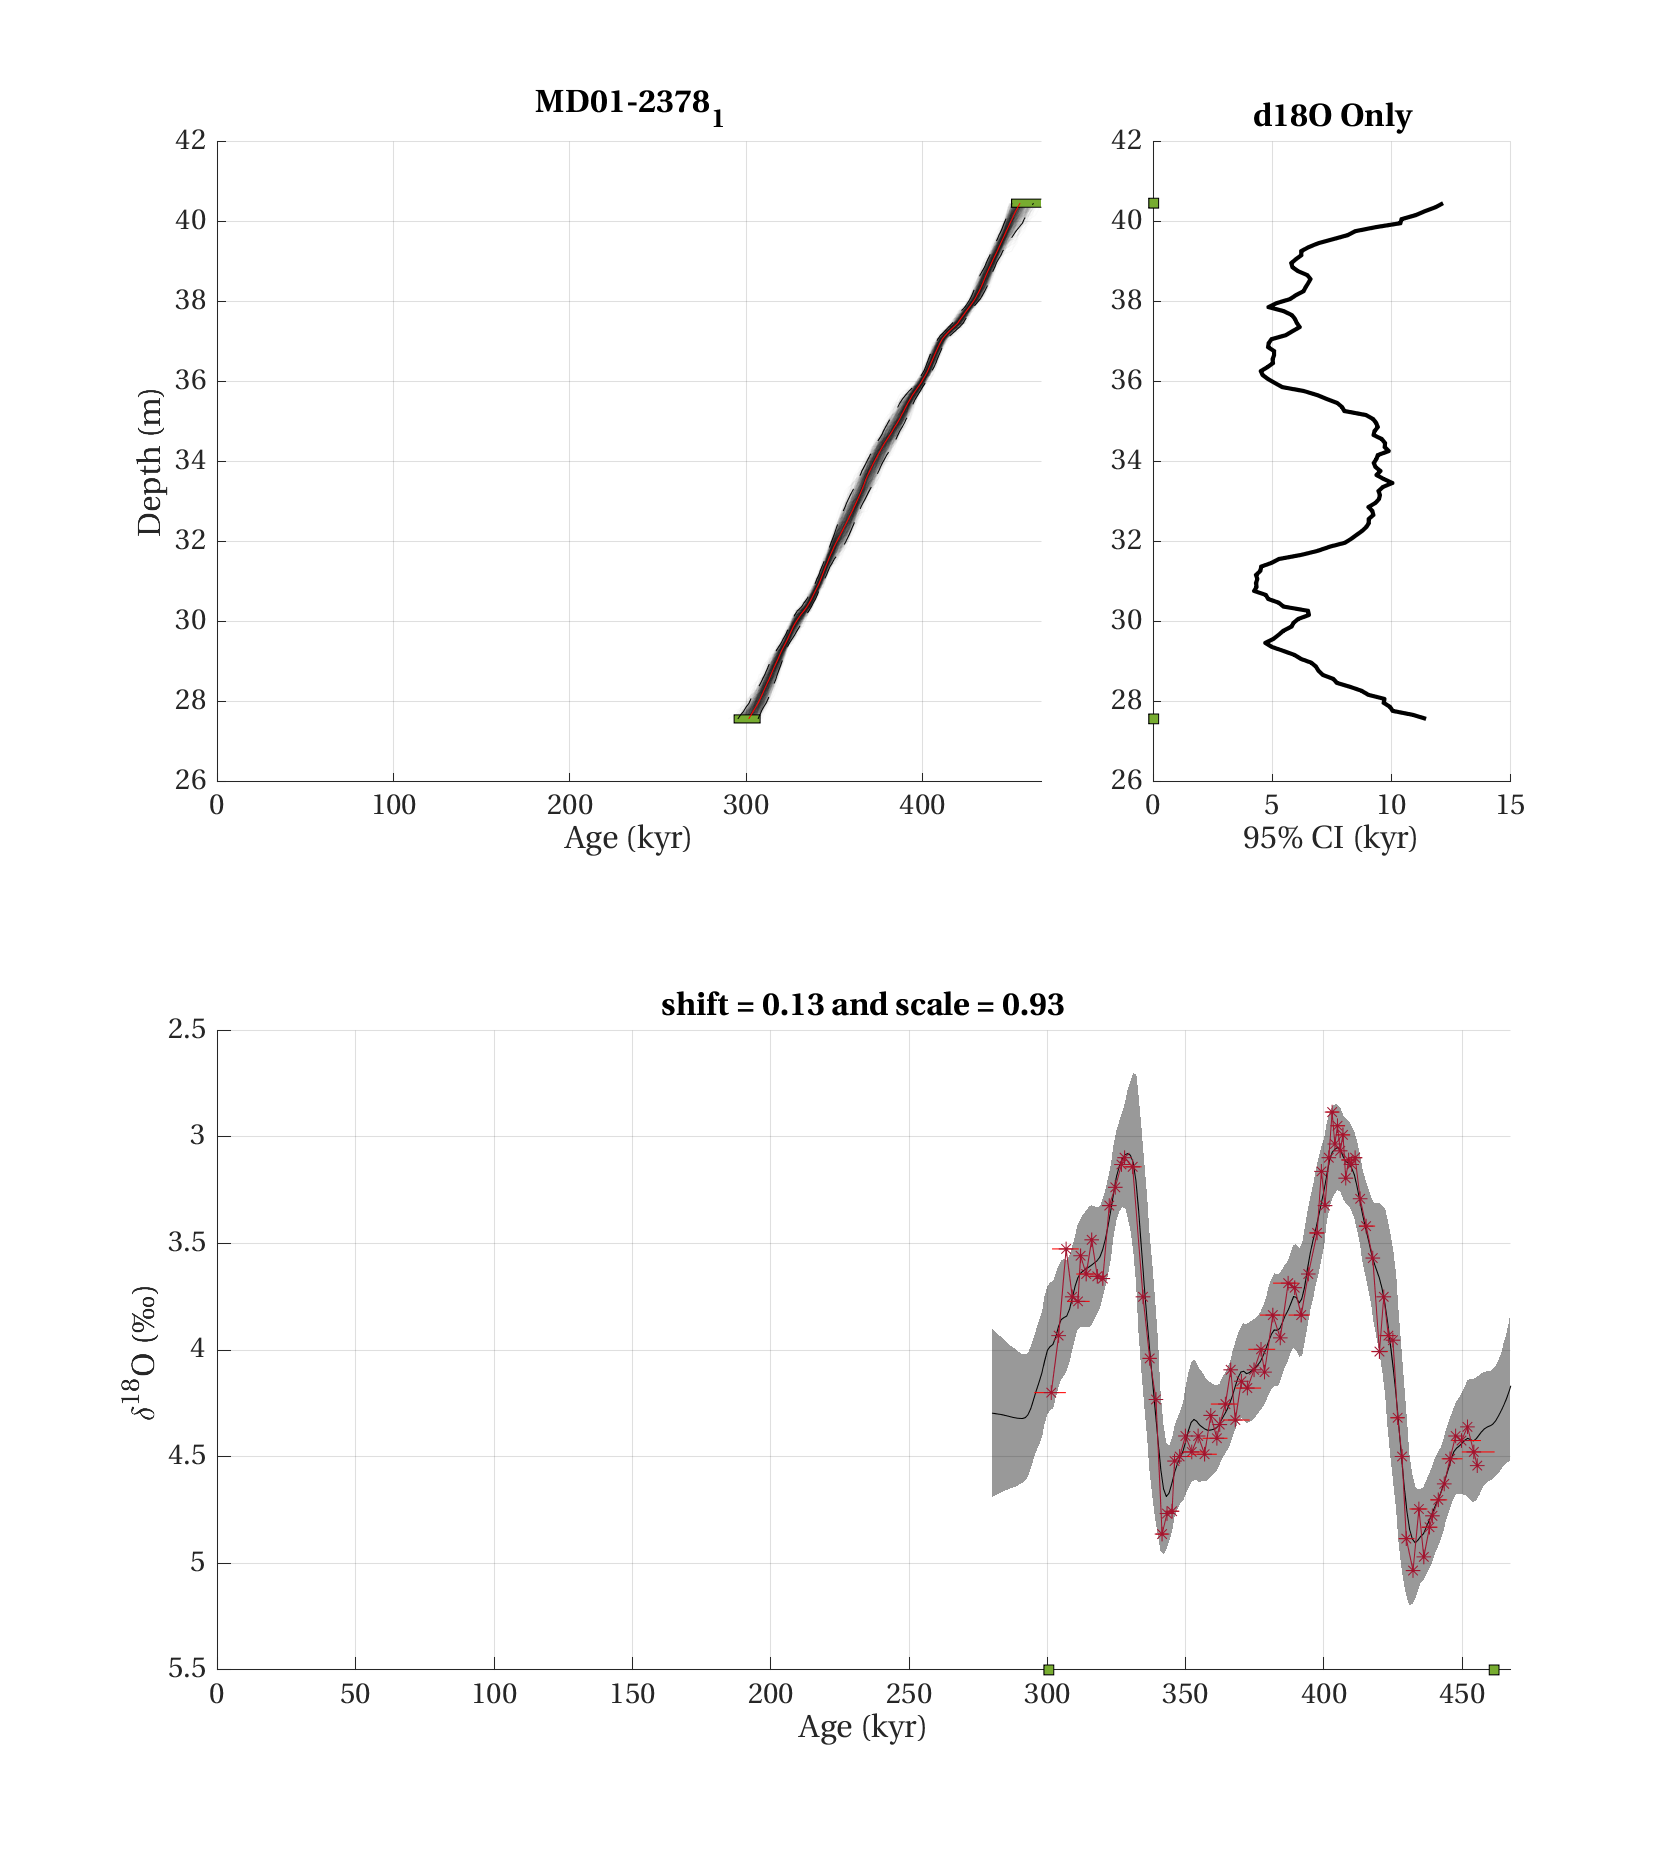 MD01-2378₁
42
40
38
36
34
32
30
28
26
Depth (m)
0 100 200 300 400
Age (kyr)
d18O Only
42
40
38
36
34
32
30
28
26
0 5 10 15
95% CI (kyr)
shift = 0.13 and scale = 0.93
2.5
3
3.5
4
4.5
5
5.5
δ¹⁸O (‰)
0 50 100 150 200 250 300 350 400 450
Age (kyr)